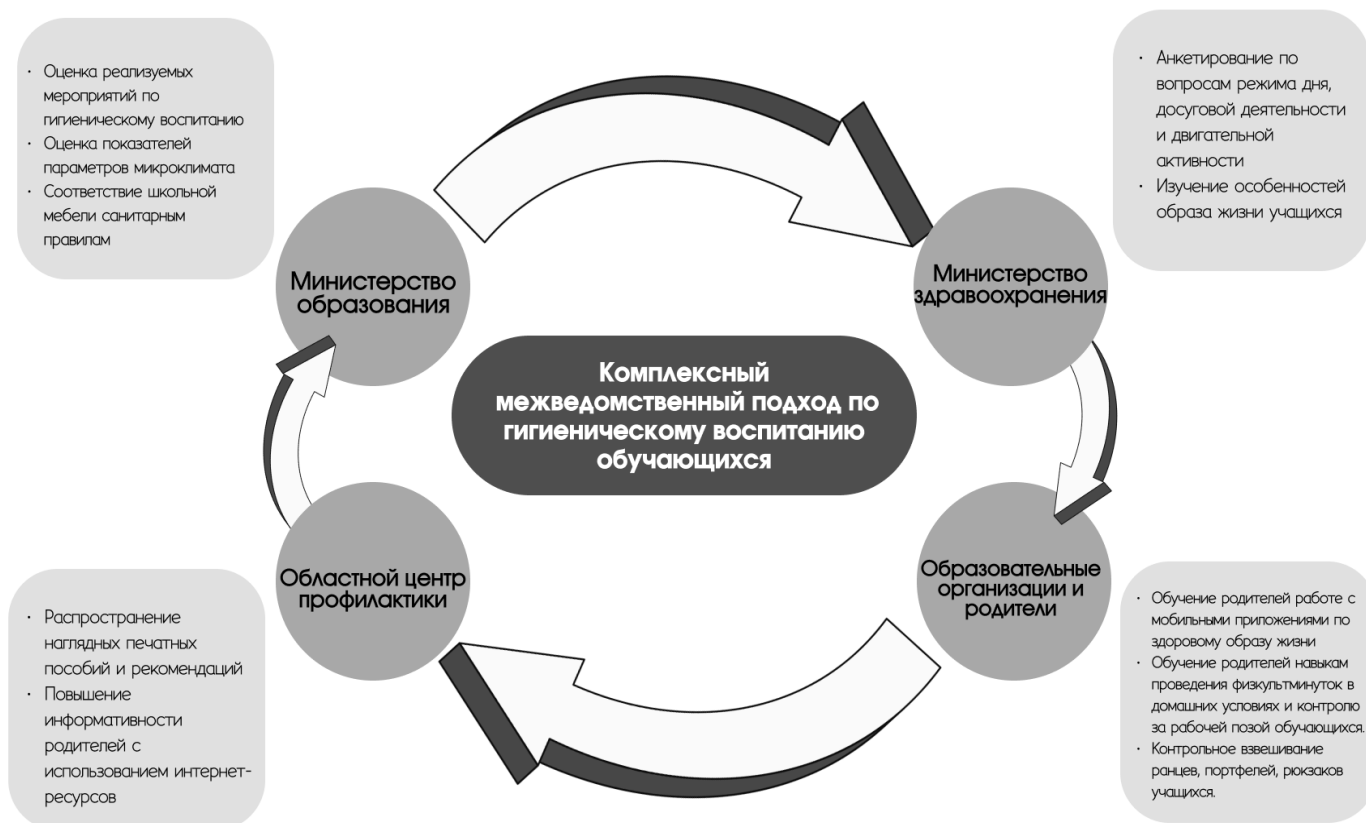 · Оценка реализуемых
мероприятий по
гигиеническому воспитанию
· Оценка показателей
параметров микроклимата
· Соответствие школьной
мебели санитарным
правилам
· Анкетирование по
вопросам режима дня,
досуговой деятельности
и двигательной
активности
· Изучение особенностей
образа жизни учащихся
Министерство
образования
Министерство
здравоохранения
Комплексный
межведомственный подход по
гигиеническому воспитанию
обучающихся
Областной центр
профилактики
Образовательные
организации и
родители
· Распространение
наглядных печатных
пособий и рекомендаций
· Повышение
информативности
родителей с
использованием интернет-
ресурсов
· Обучение родителей работе с
мобильными приложениями по
здоровому образу жизни
· Обучение родителей навыкам
проведения физкультминуток в
домашних условиях и контролю
за рабочей позой обучающихся.
· Контрольное взвешивание
ранцев, портфелей, рюкзаков
учащихся.